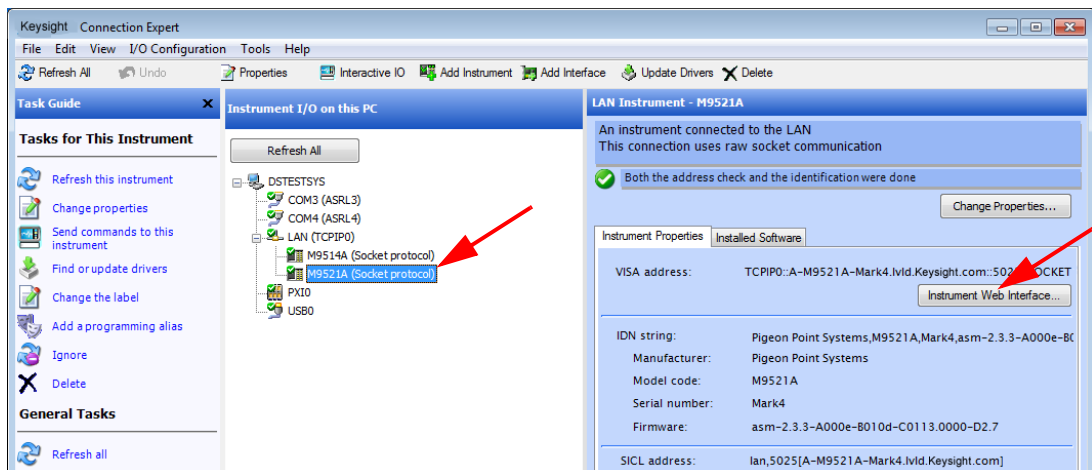 Keysight Connection Expert
File Edit View I/O Configuration Tools Help
Refresh All Undo Properties Interactive IO Add Instrument Add Interface Update Drivers Delete
Task Guide
Tasks for This Instrument
Refresh this instrument
Change properties
Send commands to this
instrument
Find or update drivers
Change the label
Add a programming alias
Ignore
Delete
General Tasks
Refresh all
Instrument I/O on this PC
Refresh All
DSTESTSYS
COM3 (ASRL3)
COM4 (ASRL4)
LAN (TCPIP0)
M9514A (Socket protocol)
M9521A (Socket protocol)
PXI0
USB0
LAN Instrument - M9521A
An instrument connected to the LAN
This connection uses raw socket communication
Both the address check and the identification were done
Change Properties...
Instrument Properties Installed Software
VISA address: TCPIP0::A-M9521A-Mark4.lvld.Keysight.com::502 OCKET
Instrument Web Interface...
IDN string: Pigeon Point Systems,M9521A,Mark4,asm-2.3.3-A000e-B
Manufacturer: Pigeon Point Systems
Model code: M9521A
Serial number: Mark4
Firmware: asm-2.3.3-A000e-B010d-C0113.0000-D2.7
SICL address: lan,5025[A-M9521A-Mark4.lvld.Keysight.com]